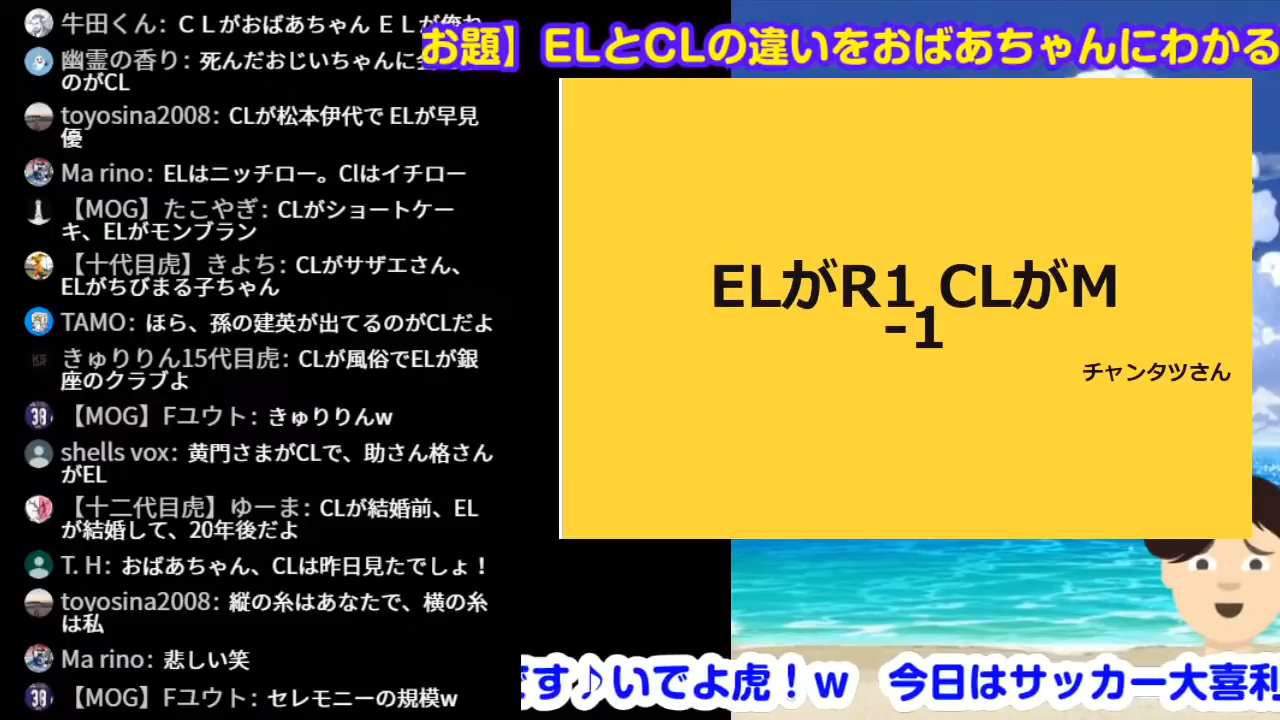 牛田くん: ＣＬがおばあちゃん ＥＬが
お題】ELとCLの違いをおばあちゃんにわかる
幽霊の香り: 死んだおじいちゃんに
のがCL
toyosina2008: CLが松本伊代で ELが早見
優
Ma rino: ELはニッチロー。Clはイチロー
【MOG】たこやぎ: CLがショートケー
キ、ELがモンブラン
【十代目虎】きよち: CLがサザエさん、
ELがちびまる子ちゃん
TAMO: ほら、孫の建英が出てるのがCLだよ
きゅりりん15代目虎: CLが風俗でELが銀
座のクラブよ
【MOG】Fユウト: きゅりりんw
shells vox: 黄門さまがCLで、助さん格さん
がEL
【十二代目虎】ゆーま: CLが結婚前、EL
が結婚して、20年後だよ
T. H: おばあちゃん、CLは昨日見たでしょ！
toyosina2008: 縦の糸はあなたで、横の糸
は私
Ma rino: 悲しい笑
【MOG】Fユウト: セレモニーの規模w
ELがR1 CLがM
-1
チャンタツさん
です♪いでよ虎！w 今日はサッカー大喜利